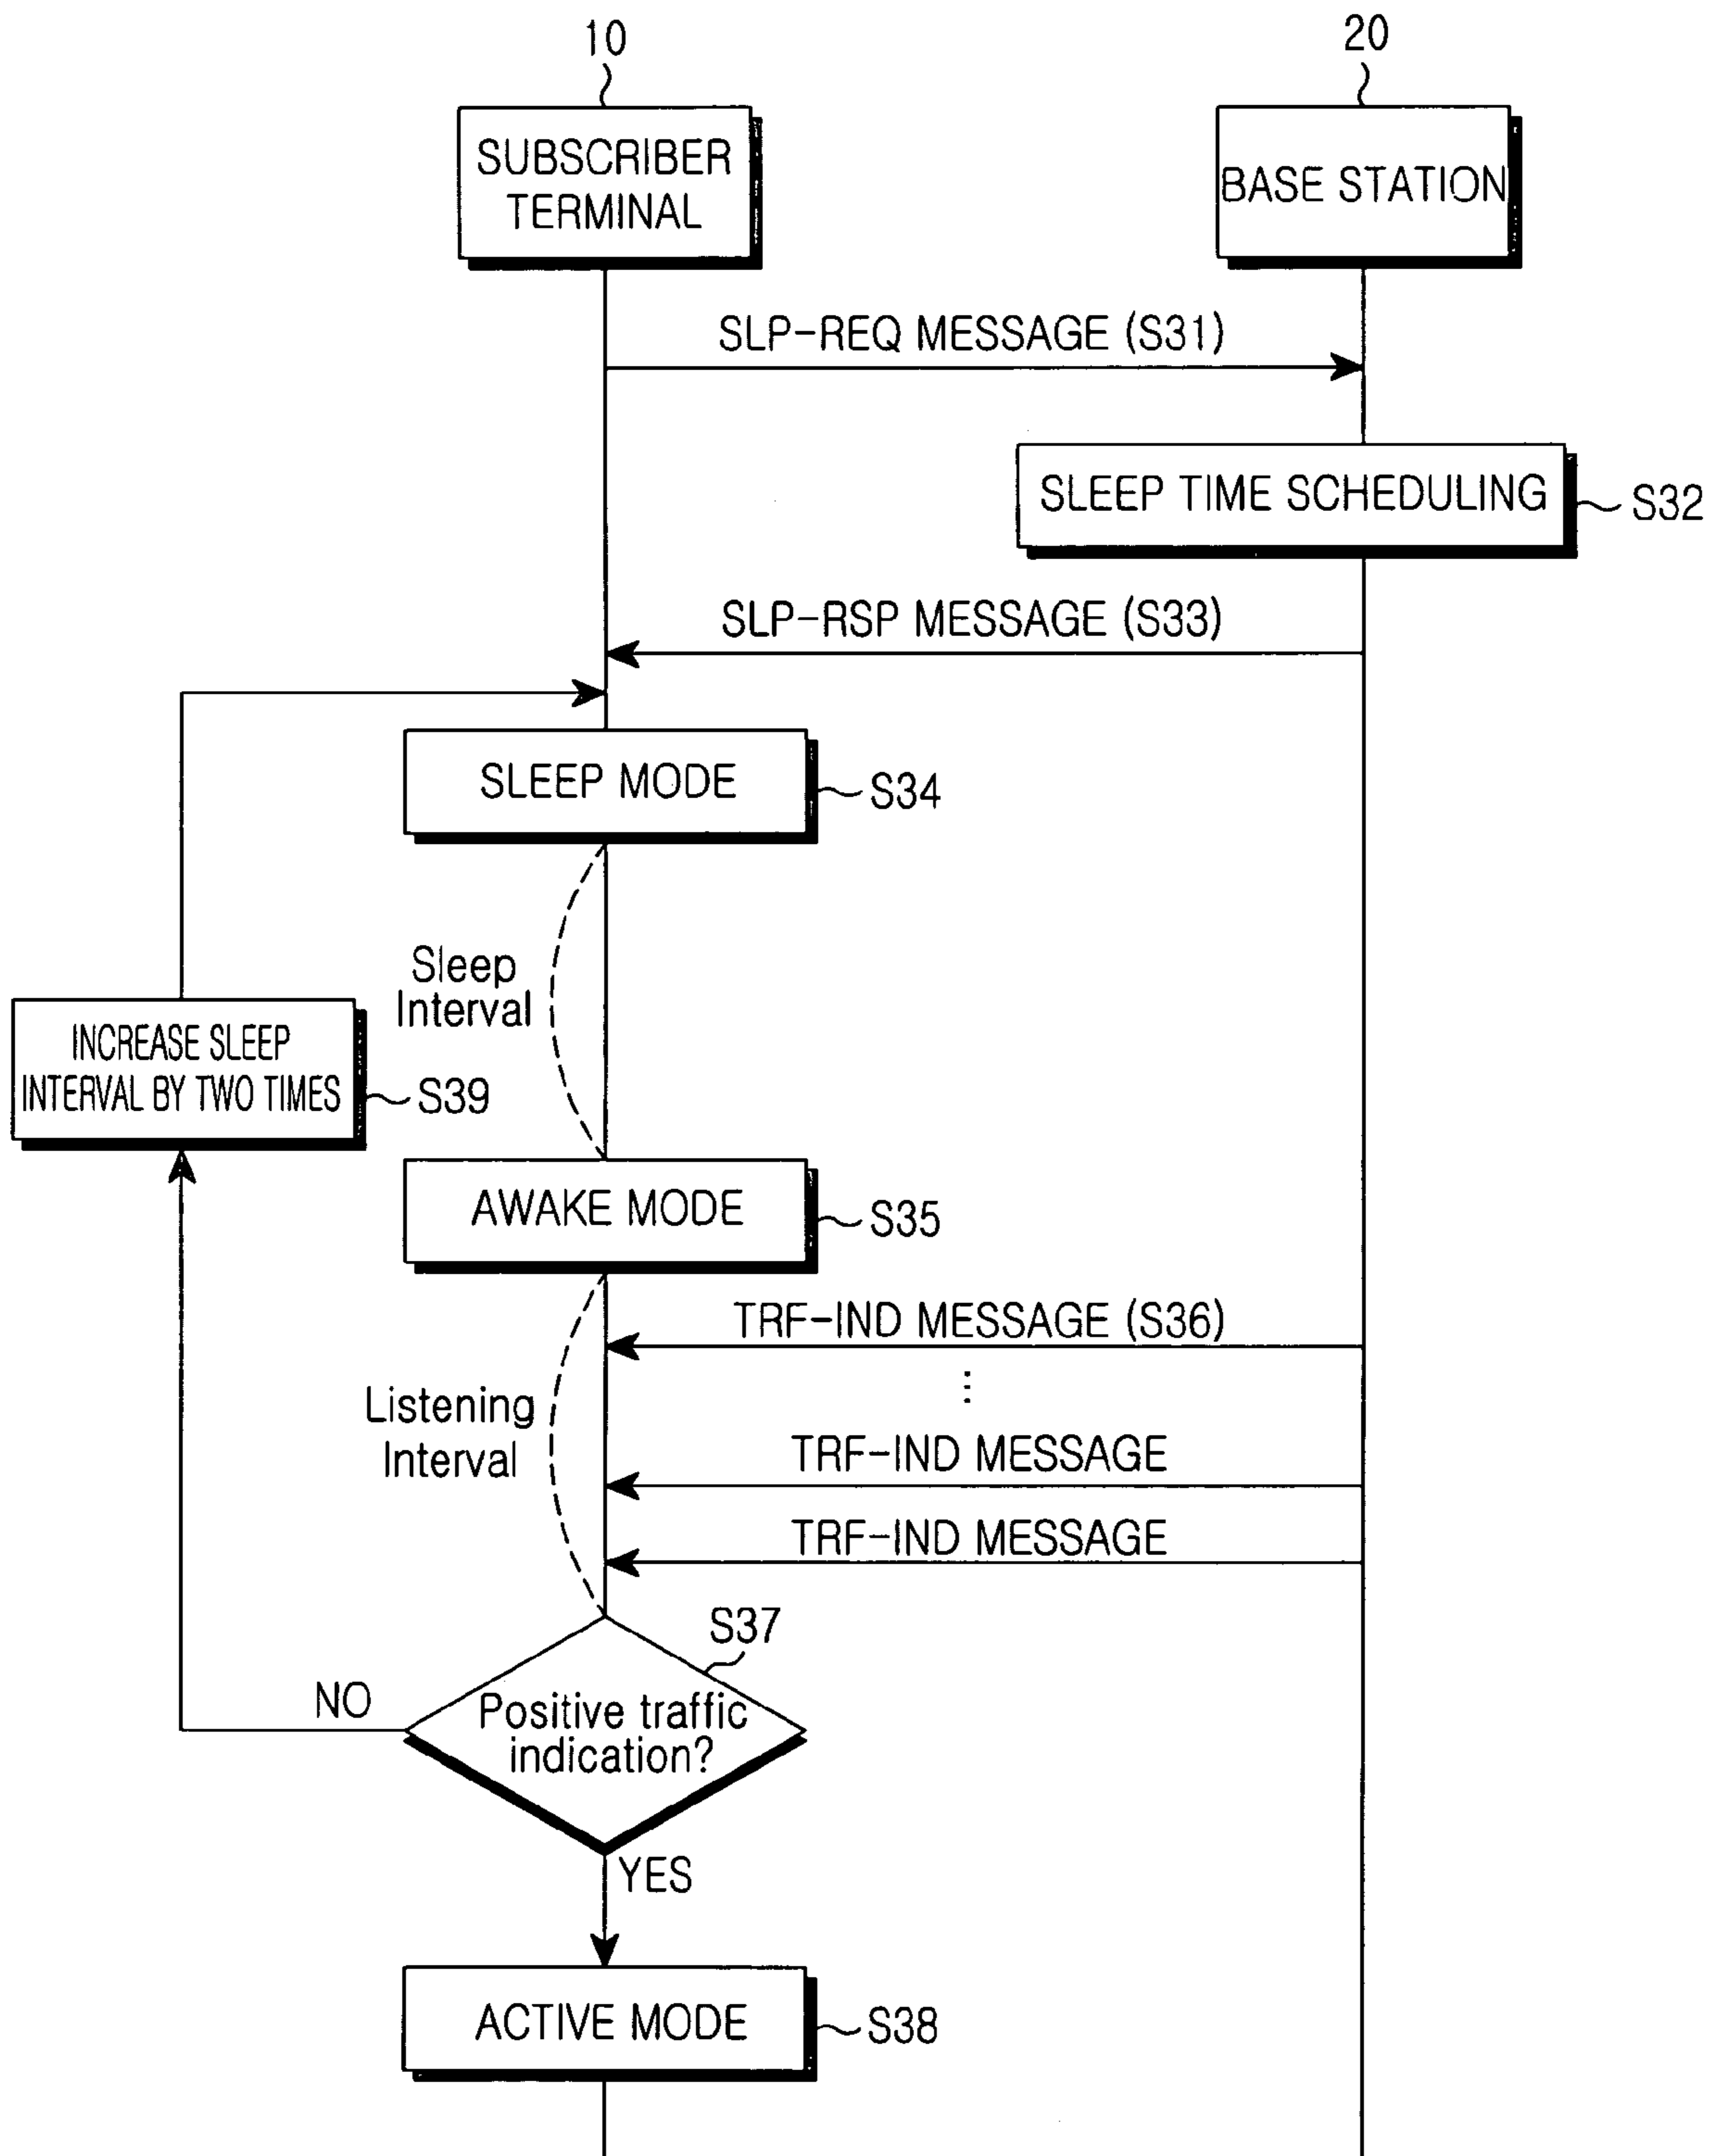 10
20
SUBSCRIBER
TERMINAL
BASE STATION
SLP-REQ MESSAGE (S31)
SLEEP TIME SCHEDULING
S32
SLP-RSP MESSAGE (S33)
SLEEP MODE
S34
Sleep
Interval
INCREASE SLEEP
INTERVAL BY TWO TIMES
S39
AWAKE MODE
S35
TRF-IND MESSAGE (S36)
⋮
Listening
Interval
TRF-IND MESSAGE
TRF-IND MESSAGE
S37
NO
Positive traffic
indication?
YES
ACTIVE MODE
S38